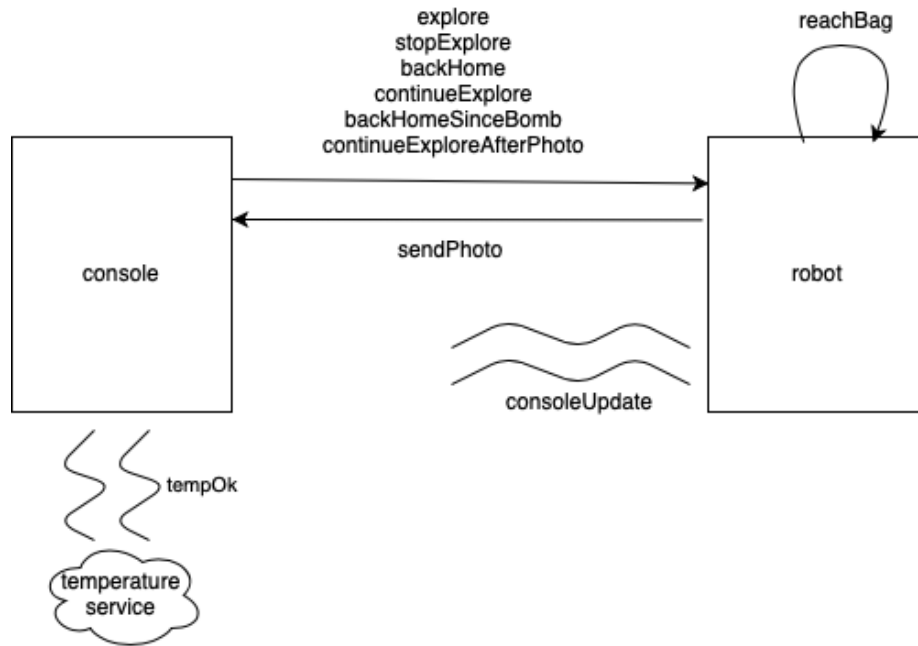 explore
stopExplore
backHome
continueExplore
backHomeSinceBomb
continueExploreAfterPhoto
reachBag
sendPhoto
console
robot
consoleUpdate
tempOk
temperature
service